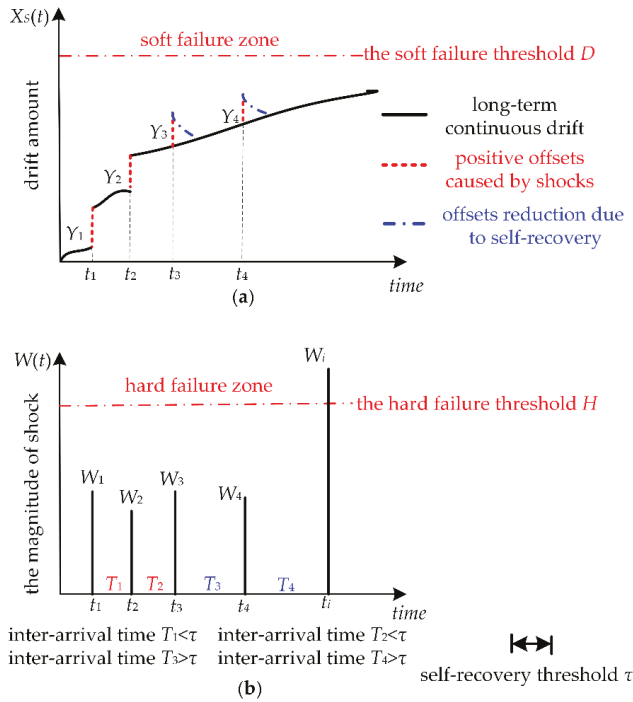 Xs(t)
soft failure zone
the soft failure threshold D
drift amount
Y1
Y2
Y3
Y4
long-term
continuous drift
positive offsets
caused by shocks
offsets reduction due
to self-recovery
t1
t2
t3
t4
time
(a)
W(t)
Wi
hard failure zone
the hard failure threshold H
the magnitude of shock
W1
W2
W3
W4
T1
T2
T3
T4
t1
t2
t3
t4
ti
time
inter-arrival time T1<τ
inter-arrival time T2<τ
inter-arrival time T3>τ
inter-arrival time T4>τ
self-recovery threshold τ
(b)